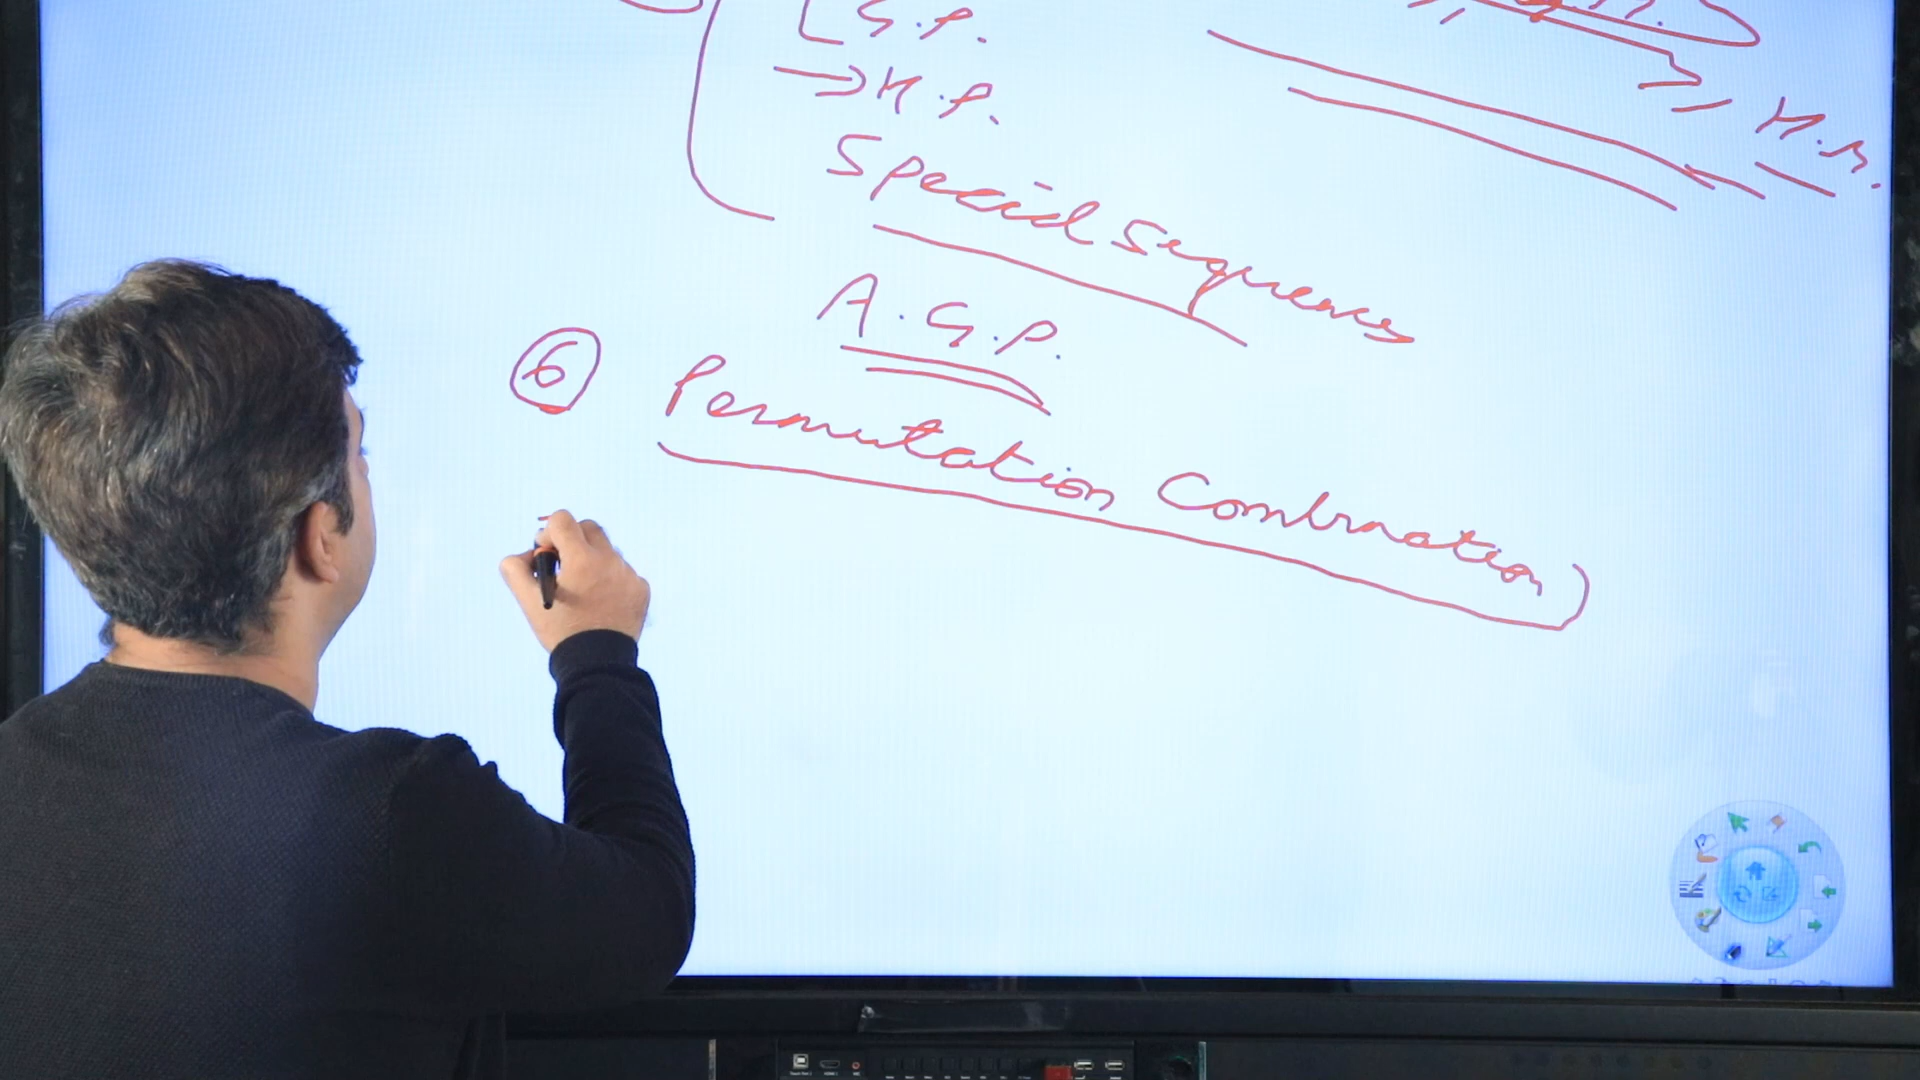 G.P.
H.P.
H.M.
Special Sequences
A.G.P.
6 Permutation Combination)